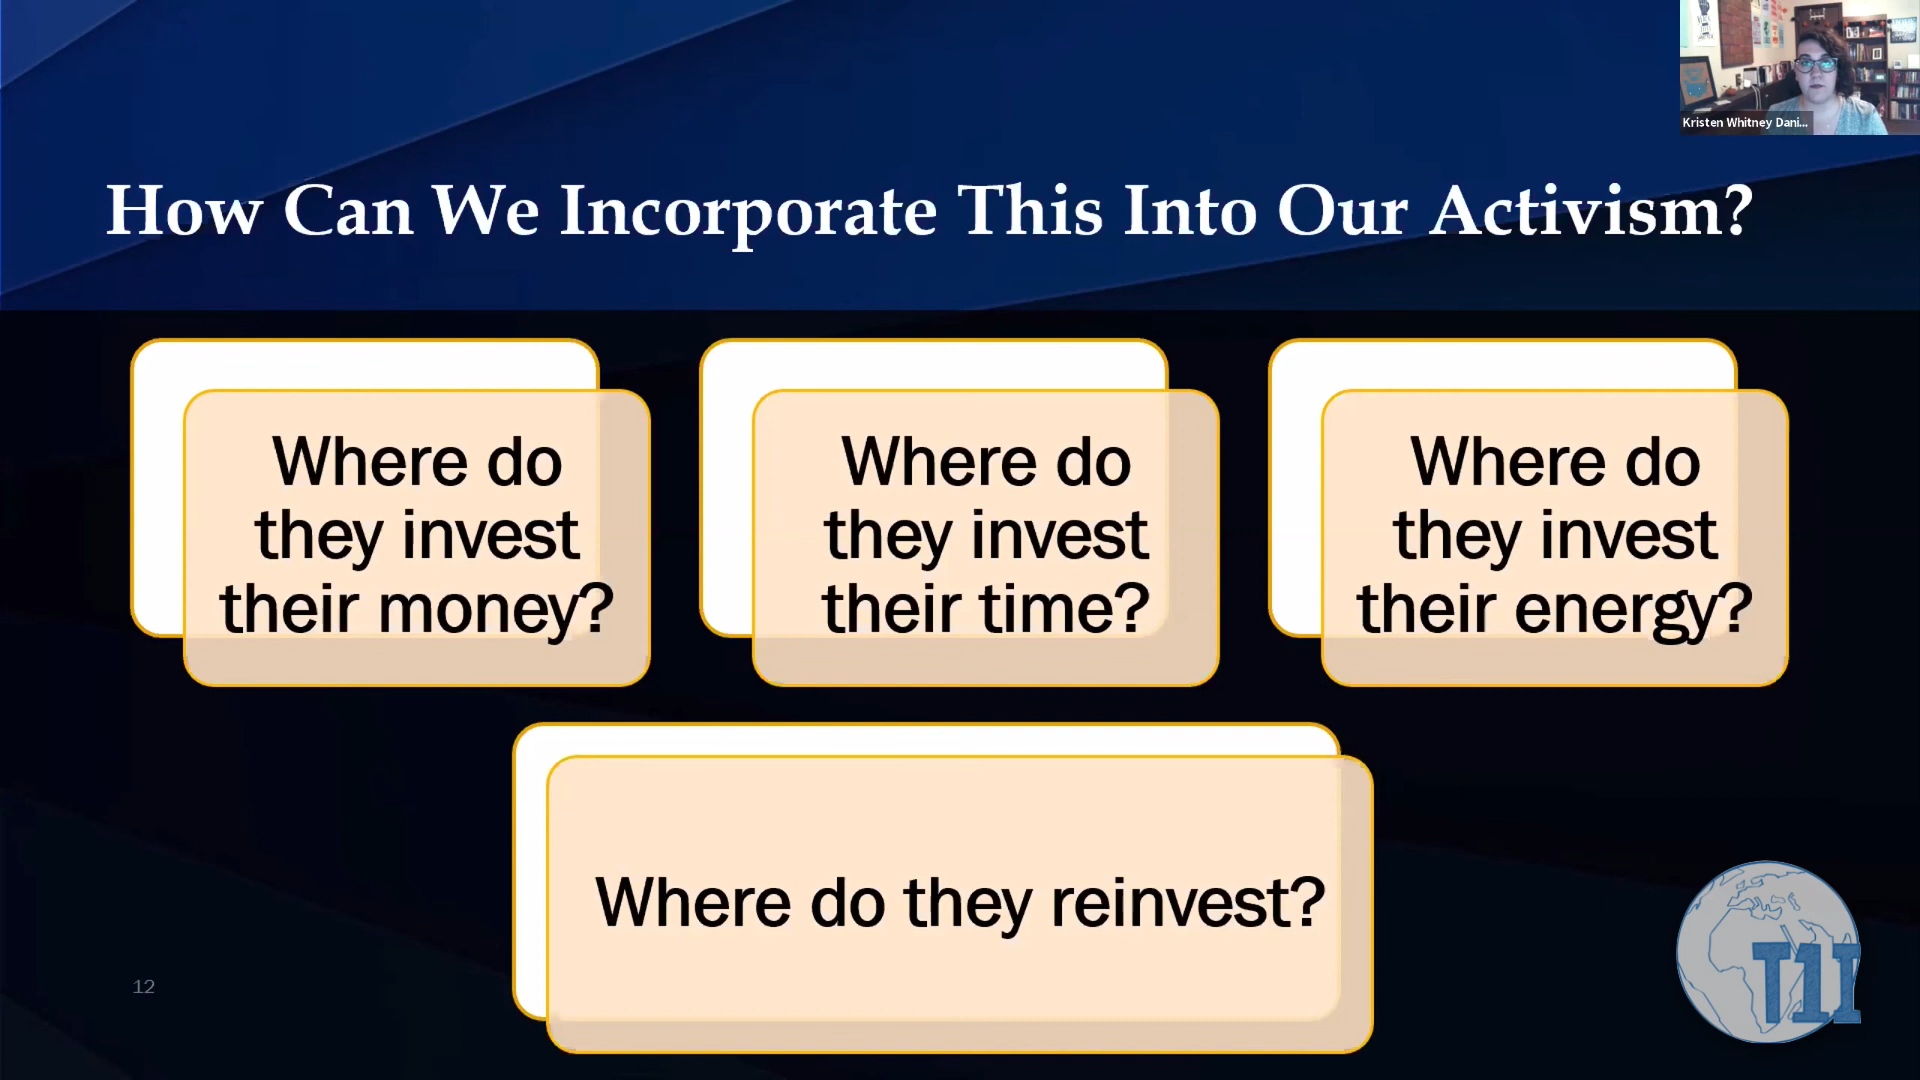 Kristen Whitney Dani...
How Can We Incorporate This Into Our Activism?
Where do
they invest
their money?
Where do
they invest
their time?
Where do
they invest
their energy?
Where do they reinvest?
12
T1I